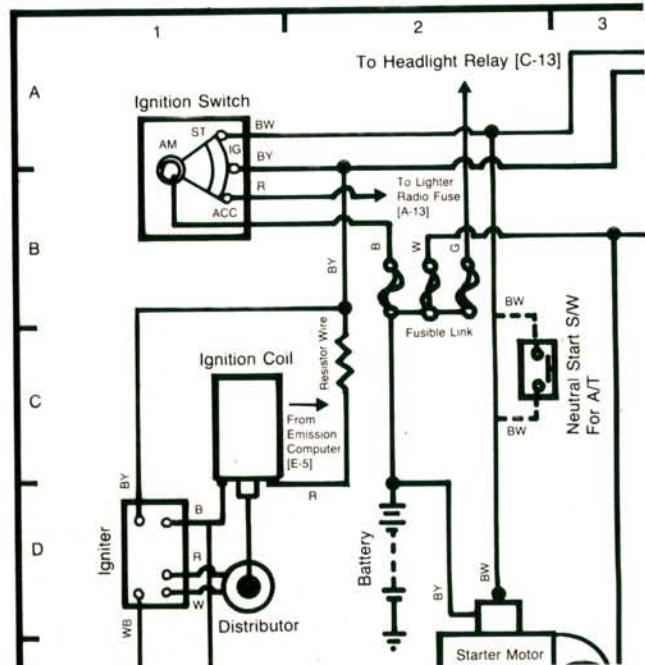 1
2
3
To Headlight Relay [C-13]
A
Ignition Switch
ST
BW
AM
IG
BY
R
To Lighter
Radio Fuse
[A-13]
ACC
B
B
W
G
BY
BW
Fusible Link
Neutral Start S/W
For A/T
Ignition Coil
Resistor Wire
C
From
Emission
Computer
[E-5]
BW
BY
R
B
D
Igniter
R
W
Battery
BY
BW
WB
Distributor
Starter Motor